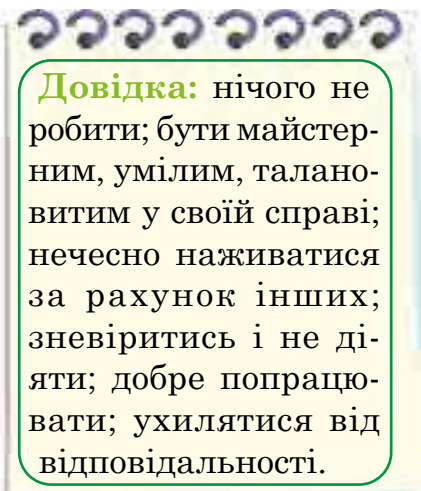 Довідка: нічого не
робити; бути майстер-
ним, умілим, талано-
витим у своїй справі;
нечесно наживатися
за рахунок інших;
зневіритись і не ді-
яти; добре попрацю-
вати; ухилятися від
відповідальності.